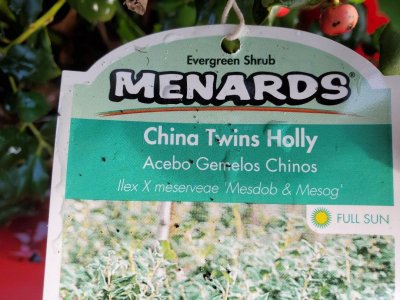 Evergreen Shrub
MENARDS®
China Twins Holly
Acebo Gemelos Chinos
Ilex X meserveae 'Mesdob & Mesog'
FULL SUN